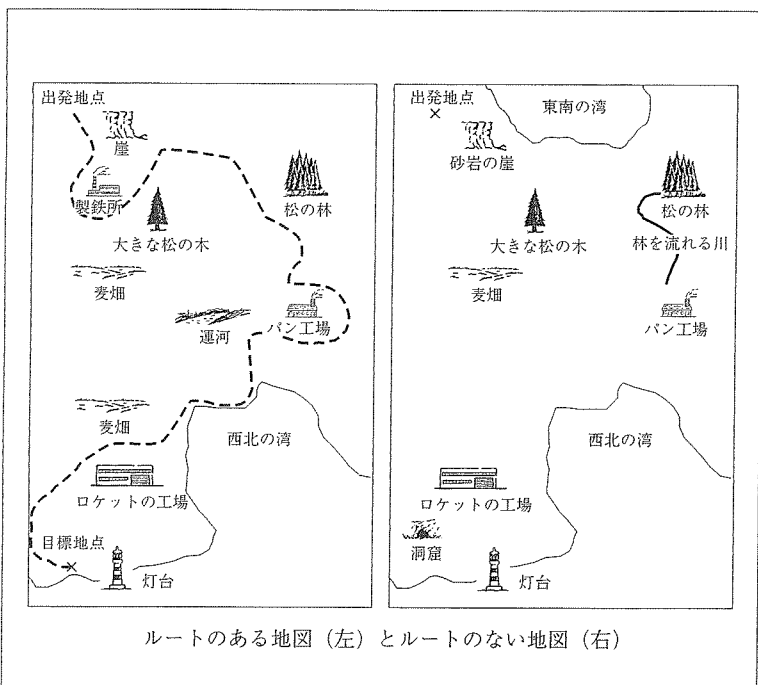 出発地点
崖
製鉄所
松の林
大きな松の木
麦畑
運河
パン工場
麦畑
西北の湾
ロケットの工場
目標地点
灯台
出発地点
東南の湾
砂岩の崖
松の林
大きな松の木
林を流れる川
麦畑
パン工場
西北の湾
ロケットの工場
洞窟
灯台
ルートのある地図（左）とルートのない地図（右）